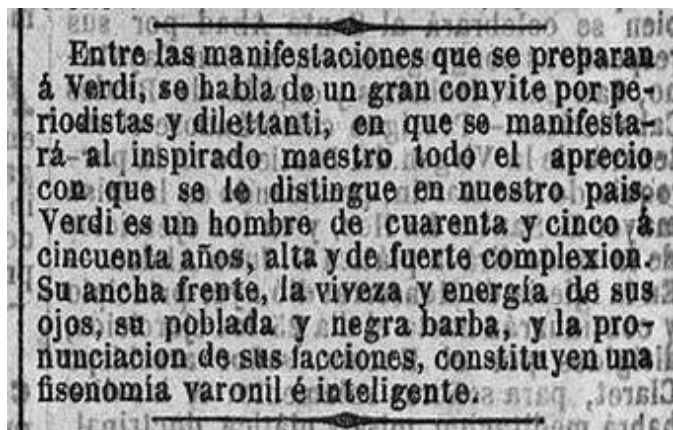 Entre las manifestaciones que se preparan
á Verdi, se habla de un gran convite por pe-
riodistas y dilettanti, en que se manifesta-
rá al inspirado maestro todo el aprecio
con que se le distingue en nuestro pais.
Verdi es un hombre de cuarenta y cinco á
cincuenta años, alta y de fuerte complexion.
Su ancha frente, la viveza y energía de sus
ojos, su poblada y negra barba, y la pro-
nunciacion de sus facciones, constituyen una
fisonomía varonil é inteligente.